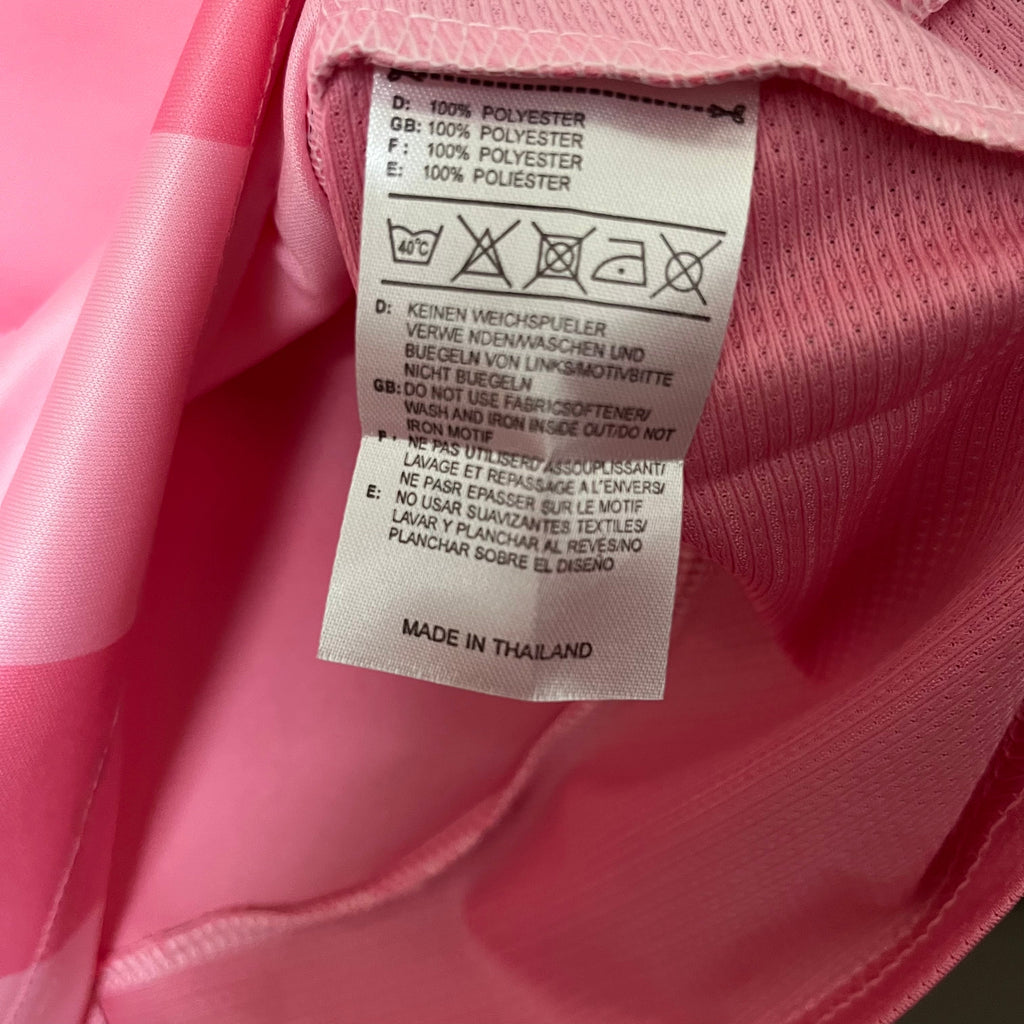 D: 100% POLYESTER
GB: 100% POLYESTER
F: 100% POLYESTER
E: 100% POLIÉSTER
40°C
D: KEINEN WEICHSPUELER
VERWE NDEN/WASCHEN UND
BUEGELN VON LINKS/MOTIVBITTE
NICHT BUEGELN
GB: DO NOT USE FABRICSOFTENER/
WASH AND IRON INSIDE OUT/DO NOT
IRON MOTIF
F: NE PAS UTILISERD/ASSOUPLISSANT/
LAVAGE ET REPASSAGE A L'ENVERS/
NE PASR EPASSER SUR LE MOTIF
E: NO USAR SUAVIZANTES TEXTILES/
LAVAR Y PLANCHAR AL REVES/NO
PLANCHAR SOBRE EL DISEÑO
MADE IN THAILAND